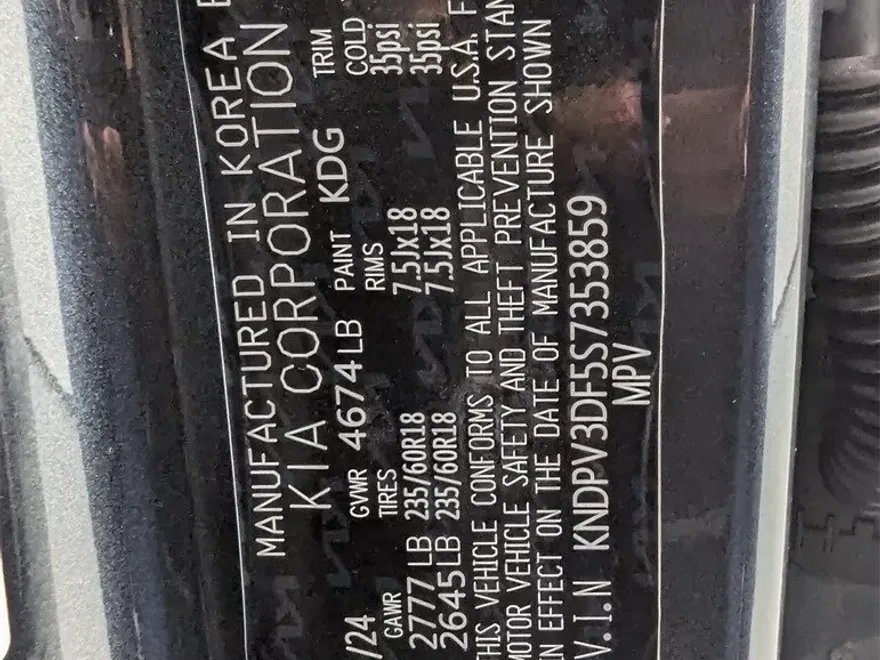 MANUFACTURED IN KOREA
KIA CORPORATION
/24 GVWR 4674LB PAINT KDG TRIM
GAWR TIRES RIMS COLD
2777 LB 235/60R18 7.5Jx18 35psi
2645LB 235/60R18 7.5Jx18 35psi
THIS VEHICLE CONFORMS TO ALL APPLICABLE U.S.A. F
MOTOR VEHICLE SAFETY AND THEFT PREVENTION STAN
EN EFFECT ON THE DATE OF MANUFACTURE SHOWN
V.I.N KNDPV3DF5S7353859
MPV